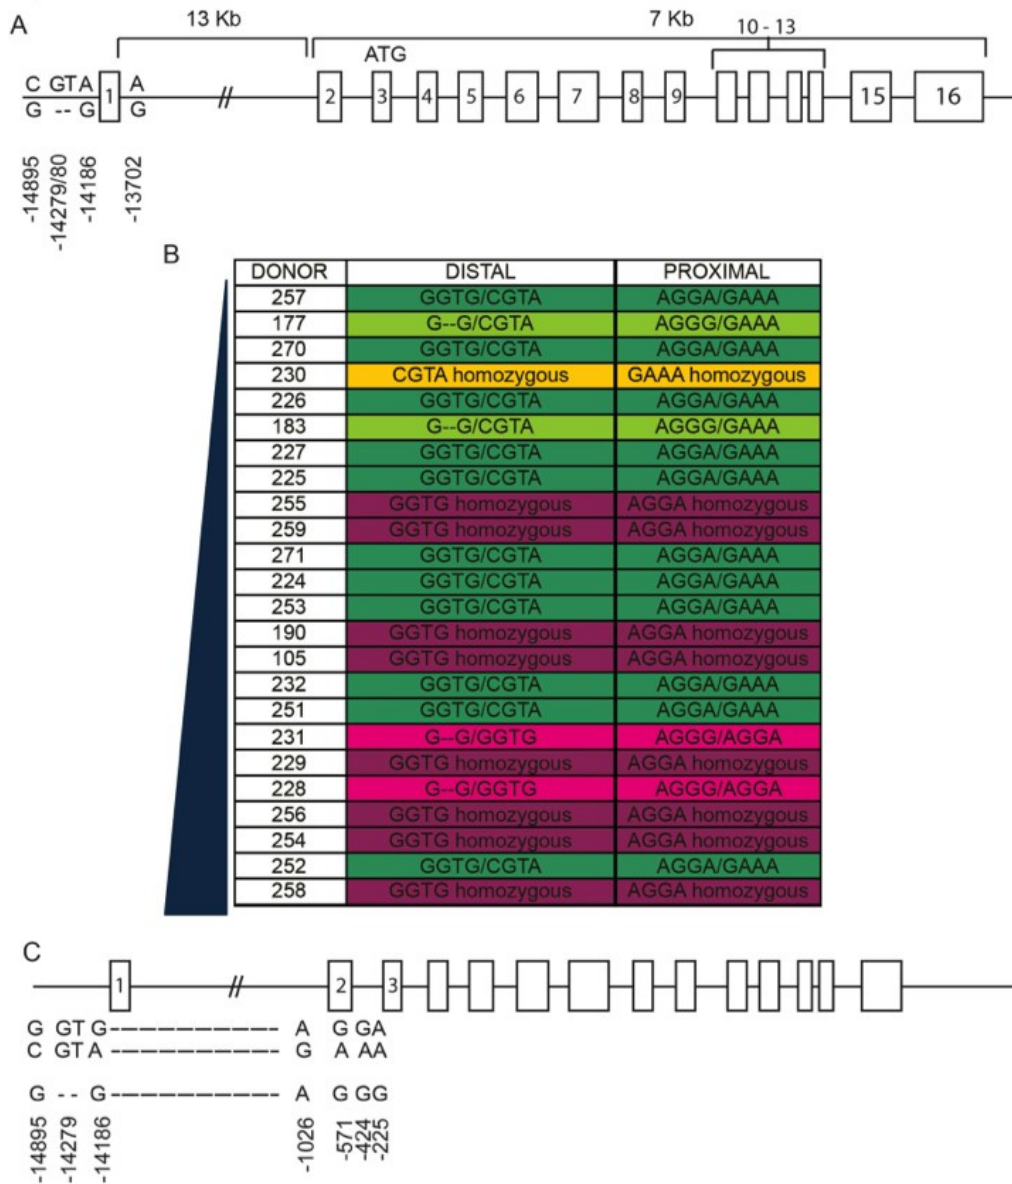 A
13 Kb
7 Kb
10 - 13
ATG
C GTA A
G -- G G
1 2 3 4 5 6 7 8 9 15 16
-14895
-14279/80
-14186
-13702
B
DONOR DISTAL PROXIMAL
257 GGTG/CGTA AGGA/GAAA
177 G--G/CGTA AGGG/GAAA
270 GGTG/CGTA AGGA/GAAA
230 CGTA homozygous GAAA homozygous
226 GGTG/CGTA AGGA/GAAA
183 G--G/CGTA AGGG/GAAA
227 GGTG/CGTA AGGA/GAAA
225 GGTG/CGTA AGGA/GAAA
255 GGTG homozygous AGGA homozygous
259 GGTG homozygous AGGA homozygous
271 GGTG/CGTA AGGA/GAAA
224 GGTG/CGTA AGGA/GAAA
253 GGTG/CGTA AGGA/GAAA
190 GGTG homozygous AGGA homozygous
105 GGTG homozygous AGGA homozygous
232 GGTG/CGTA AGGA/GAAA
251 GGTG/CGTA AGGA/GAAA
231 G--G/GGTG AGGG/AGGA
229 GGTG homozygous AGGA homozygous
228 G--G/GGTG AGGG/AGGA
256 GGTG homozygous AGGA homozygous
254 GGTG homozygous AGGA homozygous
252 GGTG/CGTA AGGA/GAAA
258 GGTG homozygous AGGA homozygous
C
1 2 3
G GT G------------- A G GA
C GT A------------- G A AA
G - - G------------- A G GG
-14895
-14279
-14186
-1026
-571
-424
-225